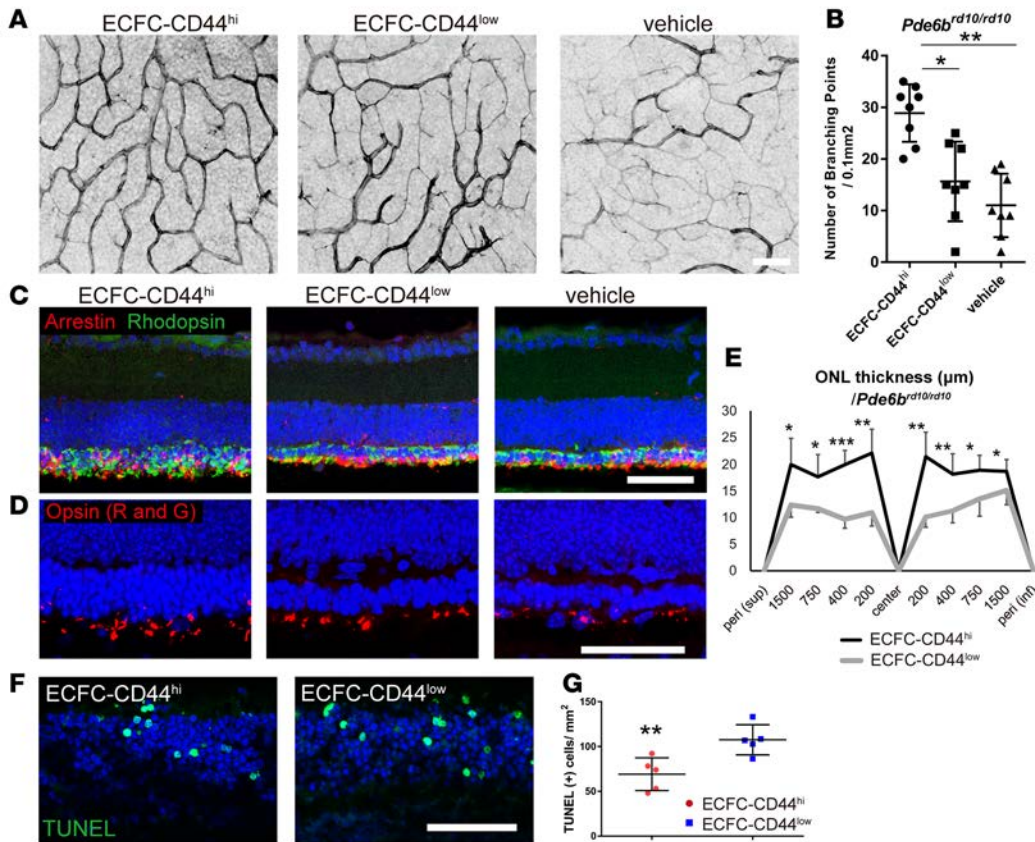 A
ECFC-CD44hi
ECFC-CD44low
vehicle
B
Pde6brd10/rd10
**
*
Number of Branching Points
/ 0.1mm2
40
30
20
10
0
ECFC-CD44hi
ECFC-CD44low
vehicle
C
ECFC-CD44hi
ECFC-CD44low
vehicle
Arrestin Rhodopsin
D
Opsin (R and G)
E
ONL thickness (μm)
/Pde6brd10/rd10
30
25
20
15
10
5
0
* * *** ** ** ** * *
peri (sup)
1500
750
400
200
center
200
400
750
1500
peri (inf)
ECFC-CD44hi
ECFC-CD44low
F
ECFC-CD44hi
ECFC-CD44low
TUNEL
G
TUNEL (+) cells/ mm2
150
100
50
0
**
ECFC-CD44hi
ECFC-CD44low